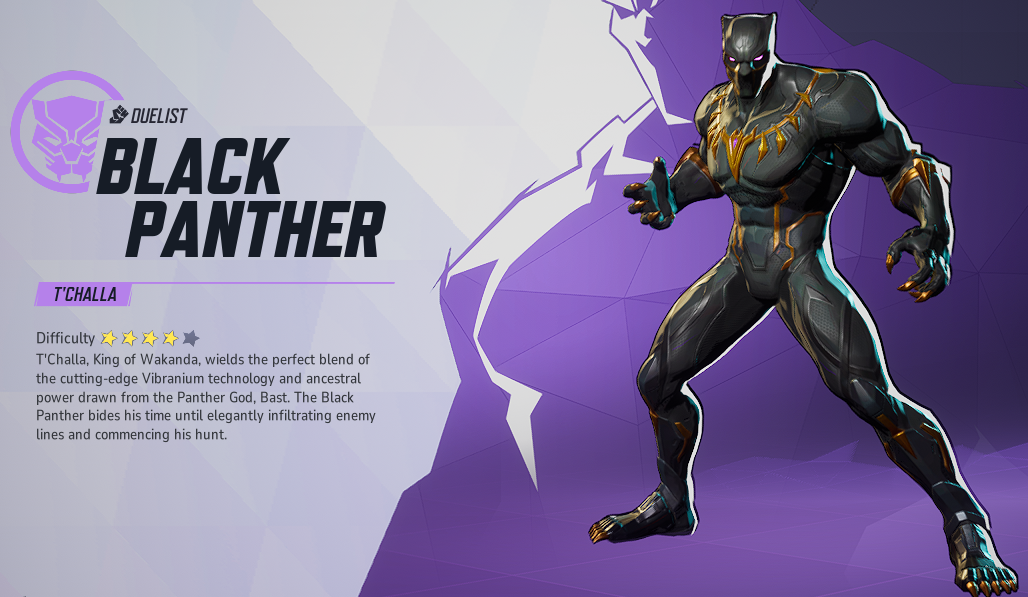 DUELIST
BLACK
PANTHER
T'CHALLA
Difficulty
T'Challa, King of Wakanda, wields the perfect blend of
the cutting-edge Vibranium technology and ancestral
power drawn from the Panther God, Bast. The Black
Panther bides his time until elegantly infiltrating enemy
lines and commencing his hunt.